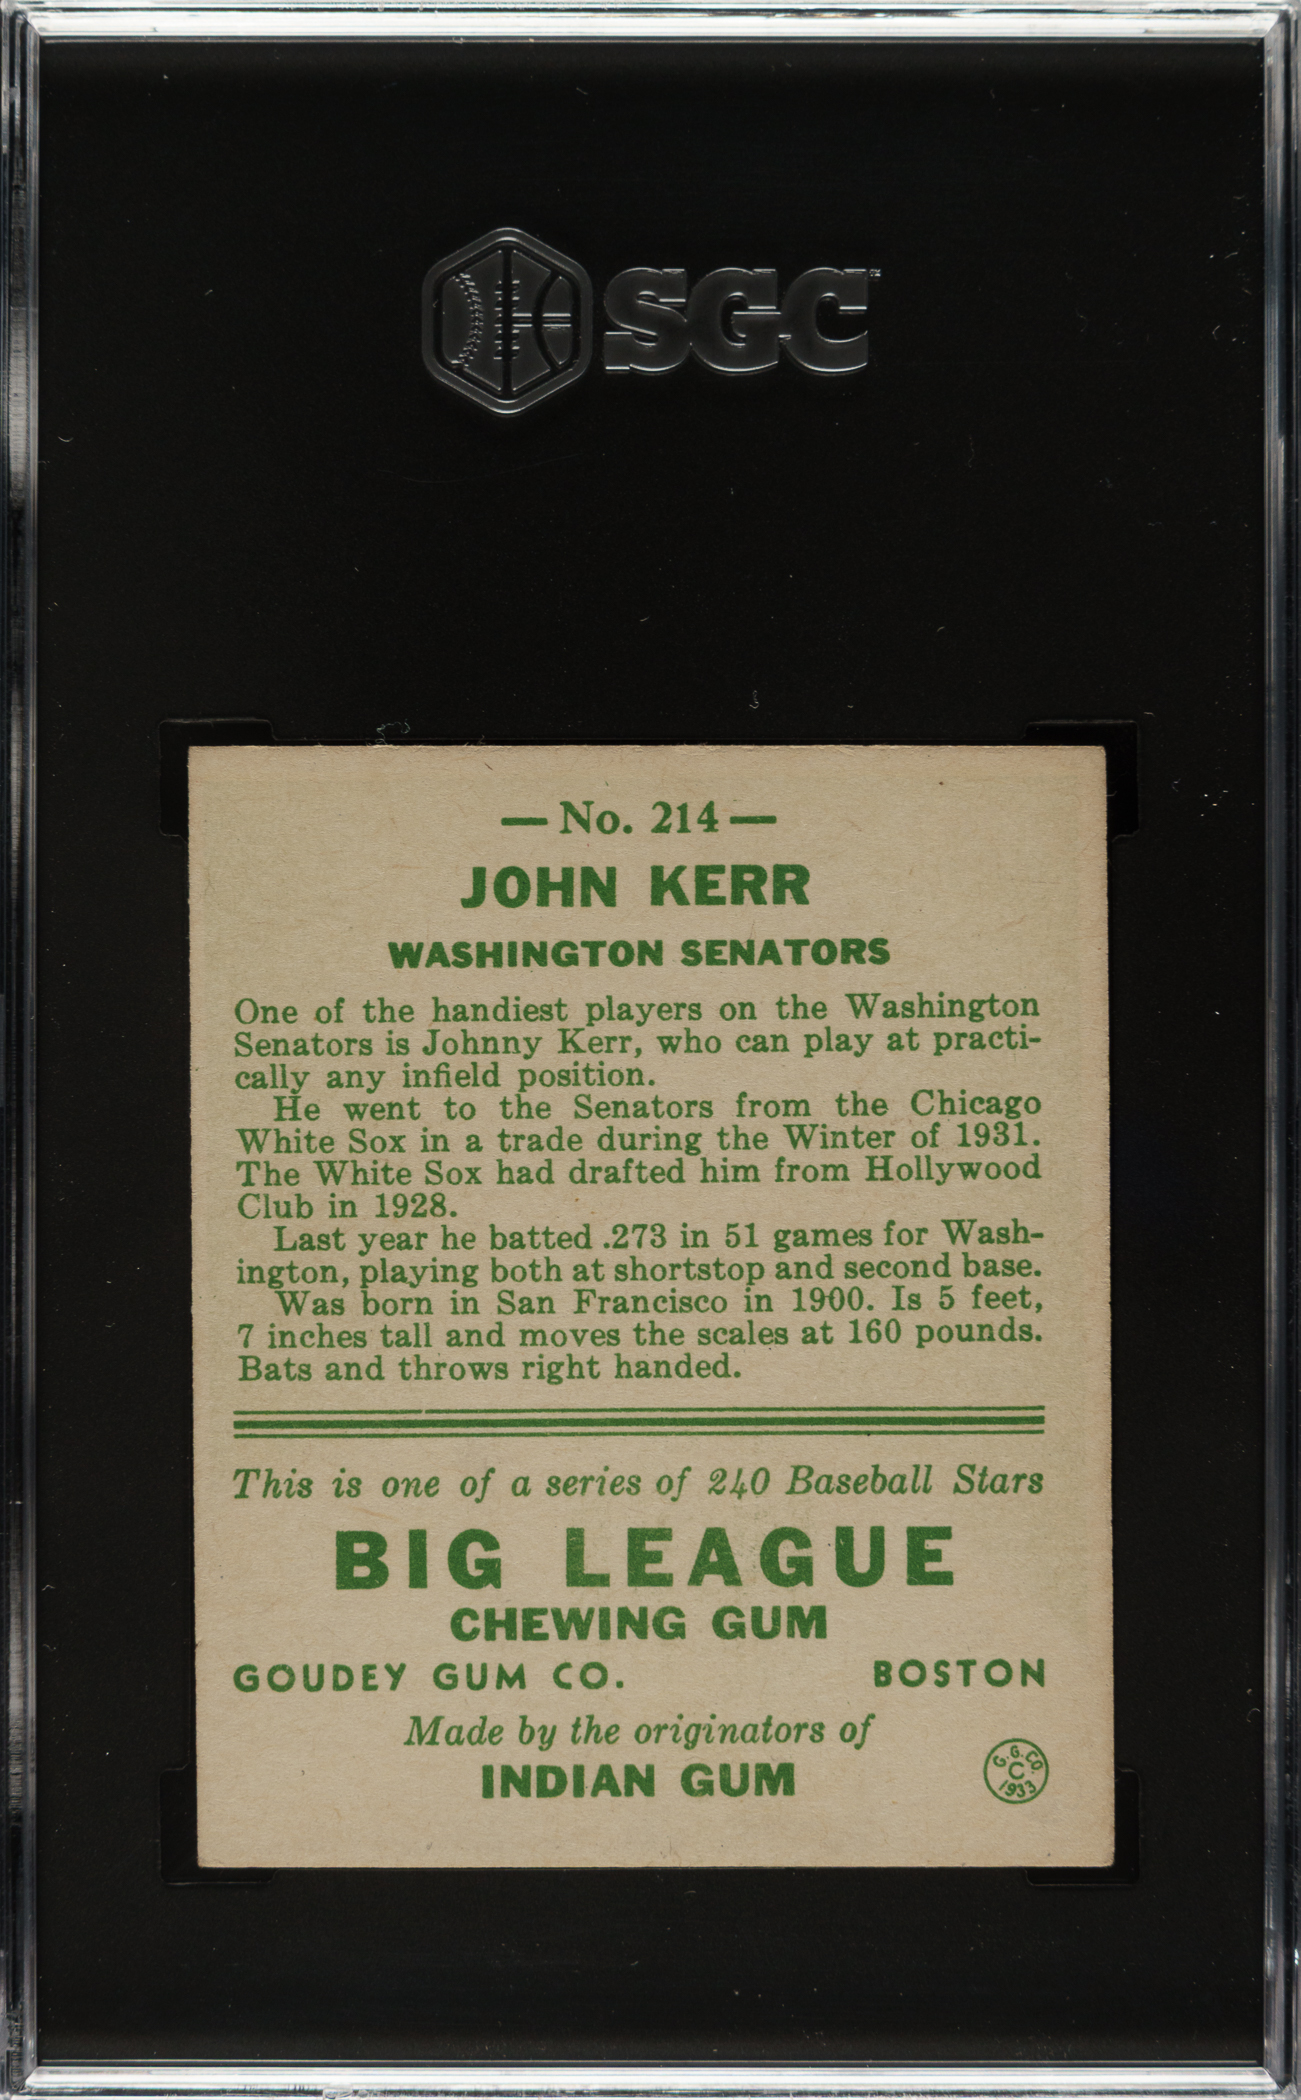 SGC
— No. 214 —
JOHN KERR
WASHINGTON SENATORS
One of the handiest players on the Washington
Senators is Johnny Kerr, who can play at practi-
cally any infield position.
He went to the Senators from the Chicago
White Sox in a trade during the Winter of 1931.
The White Sox had drafted him from Hollywood
Club in 1928.
Last year he batted .273 in 51 games for Wash-
ington, playing both at shortstop and second base.
Was born in San Francisco in 1900. Is 5 feet,
7 inches tall and moves the scales at 160 pounds.
Bats and throws right handed.
This is one of a series of 240 Baseball Stars
BIG LEAGUE
CHEWING GUM
GOUDEY GUM CO. BOSTON
Made by the originators of
INDIAN GUM
G.G.CO.
C
1933